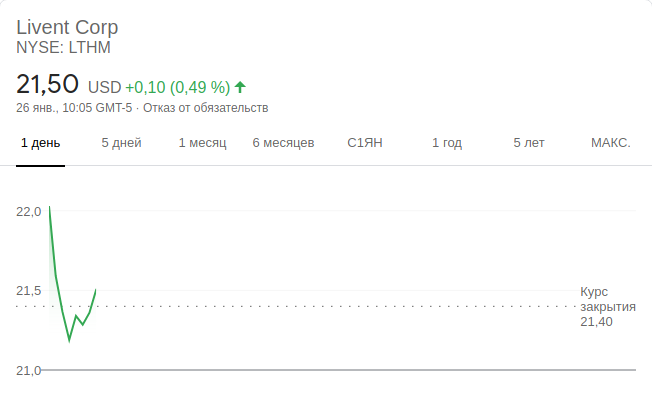 Livent Corp
NYSE: LTHM
21,50 USD +0,10 (0,49 %)
26 янв., 10:05 GMT-5 · Отказ от обязательств
1 день 5 дней 1 месяц 6 месяцев С1ЯН 1 год 5 лет МАКС.
22,0
21,5
Курс
закрытия
21,40
21,0